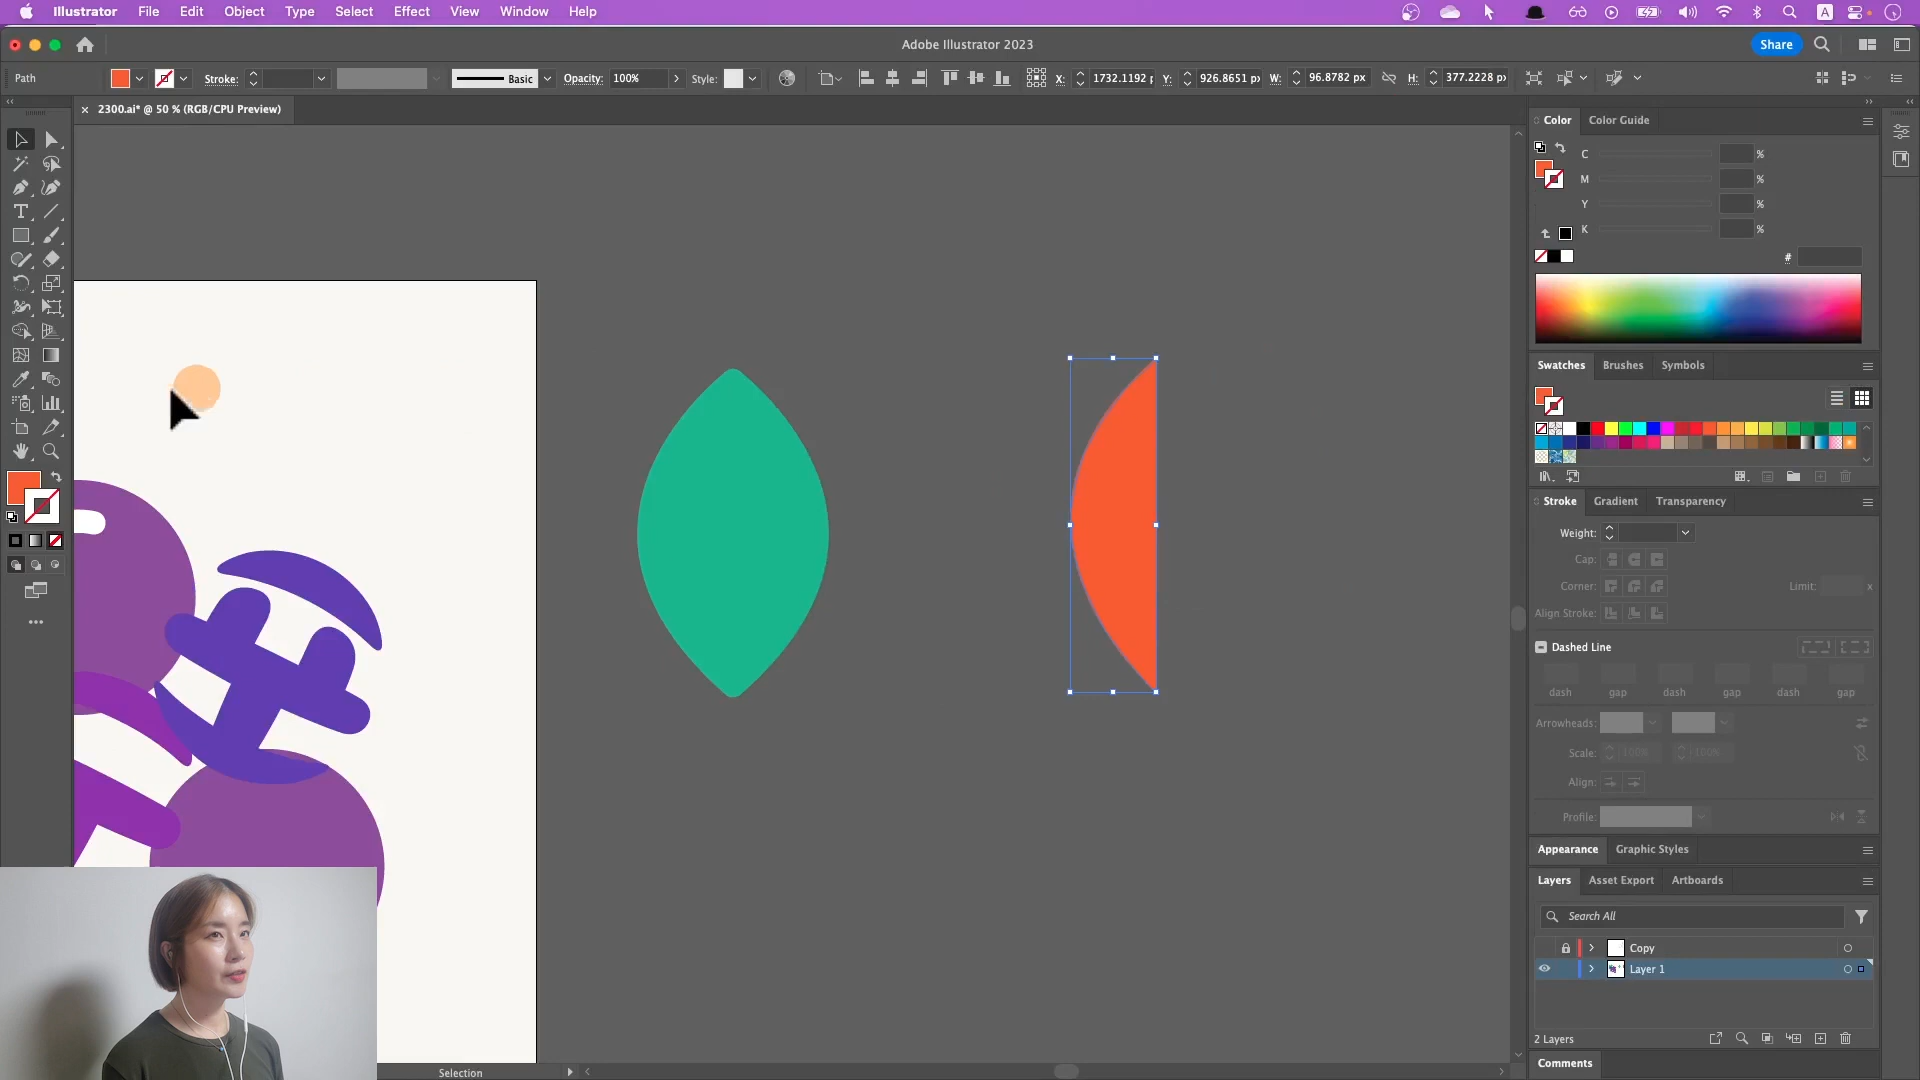 Illustrator File Edit Object Type Select Effect View Window Help
A
Adobe Illustrator 2023
Share
Path
Stroke:
Basic
Opacity: 100%
Style:
X: 1732.1192 p
Y: 926.8651 p
W: 96.8782 px
H: 377.2228 px
2300.ai* @ 50 % (RGB/CPU Preview)
Color Color Guide
C %
M %
Y %
K %
#
Swatches Brushes Symbols
Stroke Gradient Transparency
Weight:
Cap:
Corner: Limit: x
Align Stroke:
Dashed Line
dash gap dash gap dash gap
Arrowheads:
Scale: 100% 100%
Align:
Profile:
Appearance Graphic Styles
Layers Asset Export Artboards
Search All
Copy
Layer 1
2 Layers
Comments
Selection